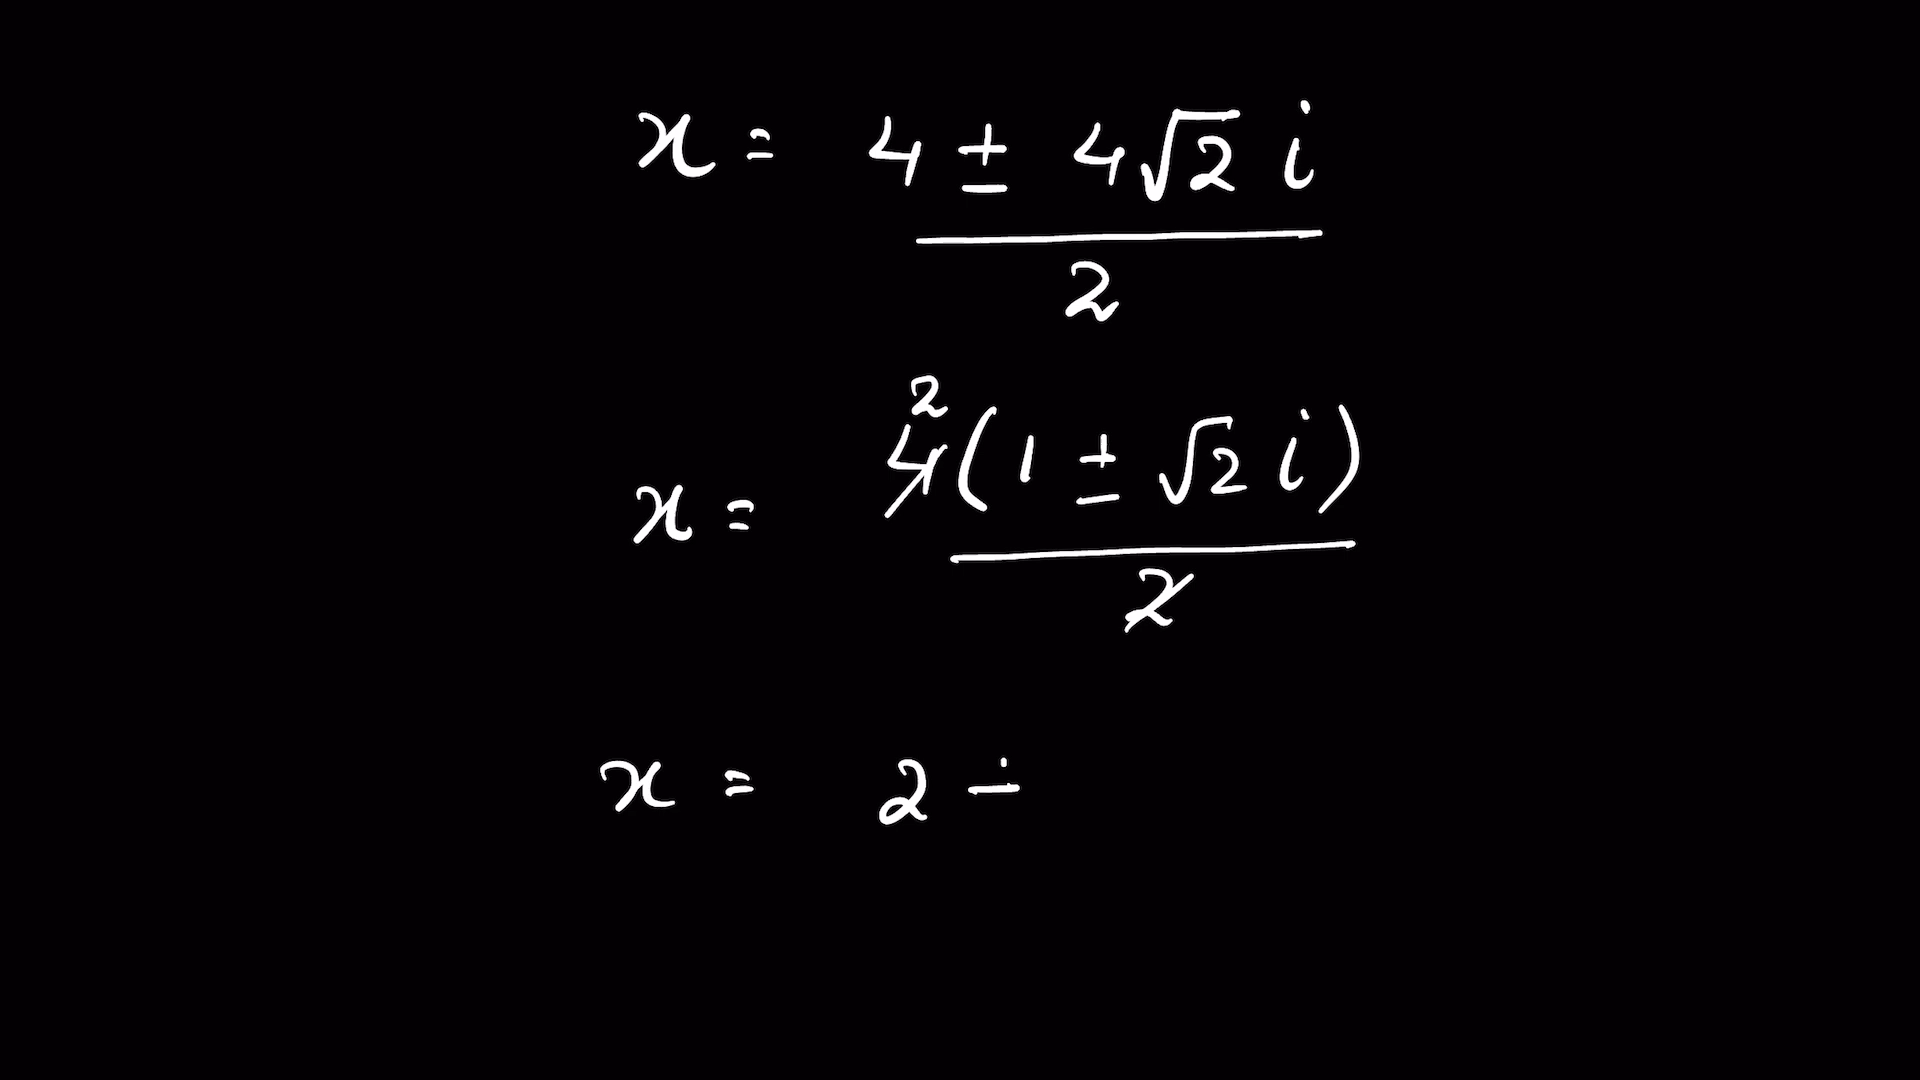 x = 4 ± 4√2 i
2
2
x = 4(1 ± √2 i)
2
x = 2